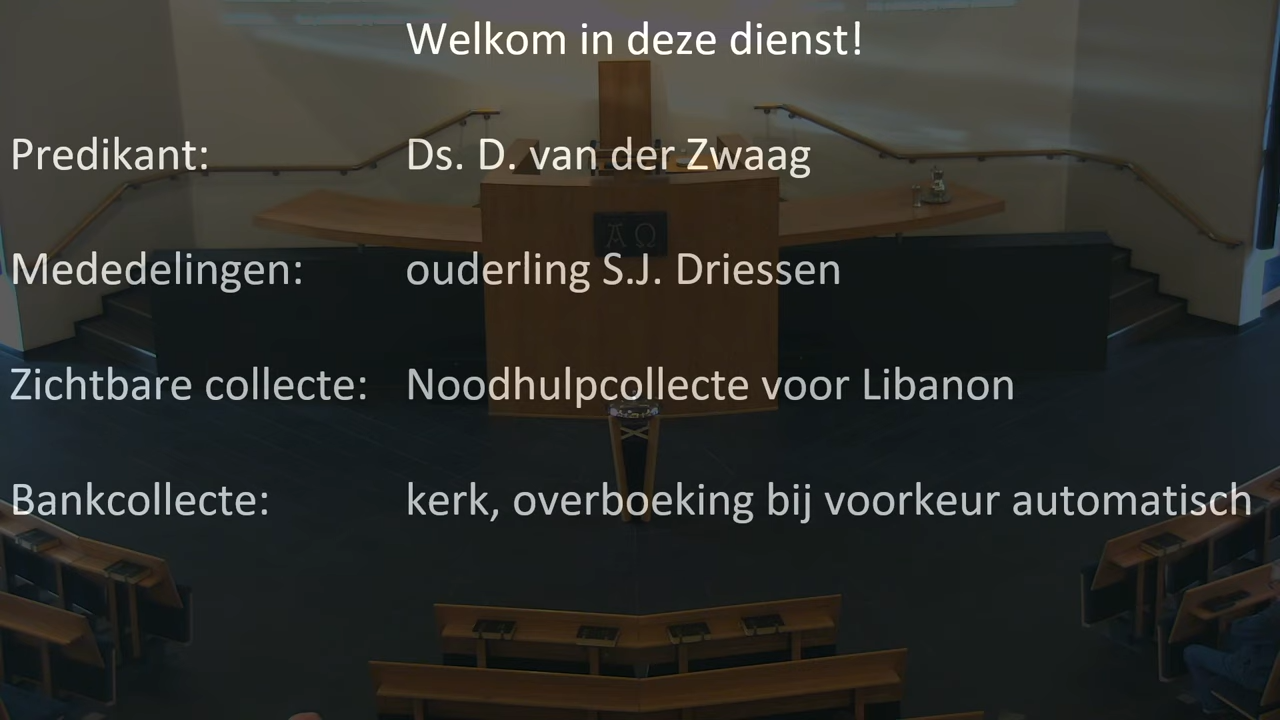 Welkom in deze dienst!
Predikant: Ds. D. van der Zwaag
Mededelingen: ouderling S.J. Driessen
Zichtbare collecte: Noodhulpcollecte voor Libanon
Bankcollecte: kerk, overboeking bij voorkeur automatisch
Α Ω